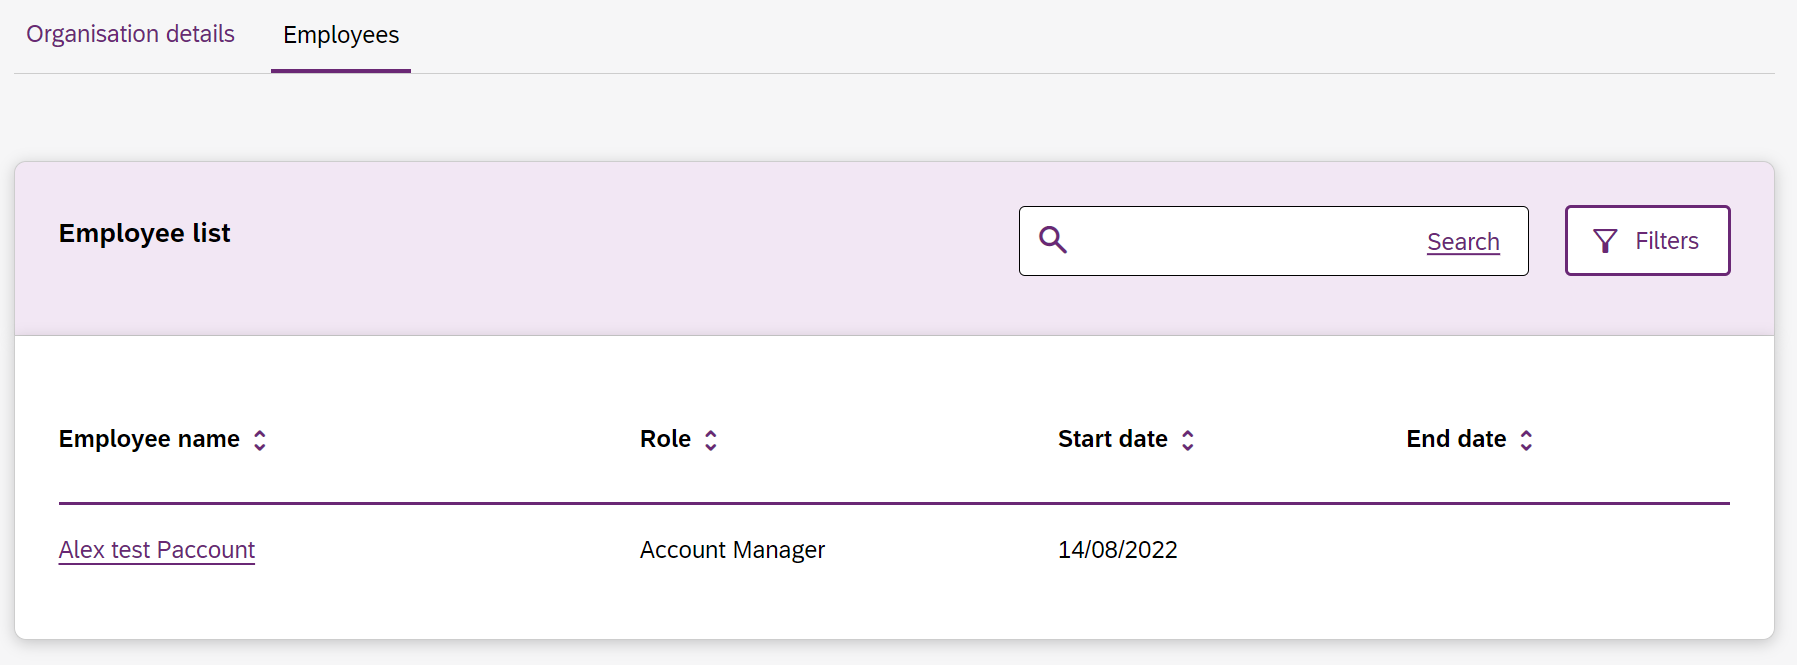 Organisation details Employees
Employee list Search Filters
Employee name Role Start date End date
Alex test Paccount Account Manager 14/08/2022